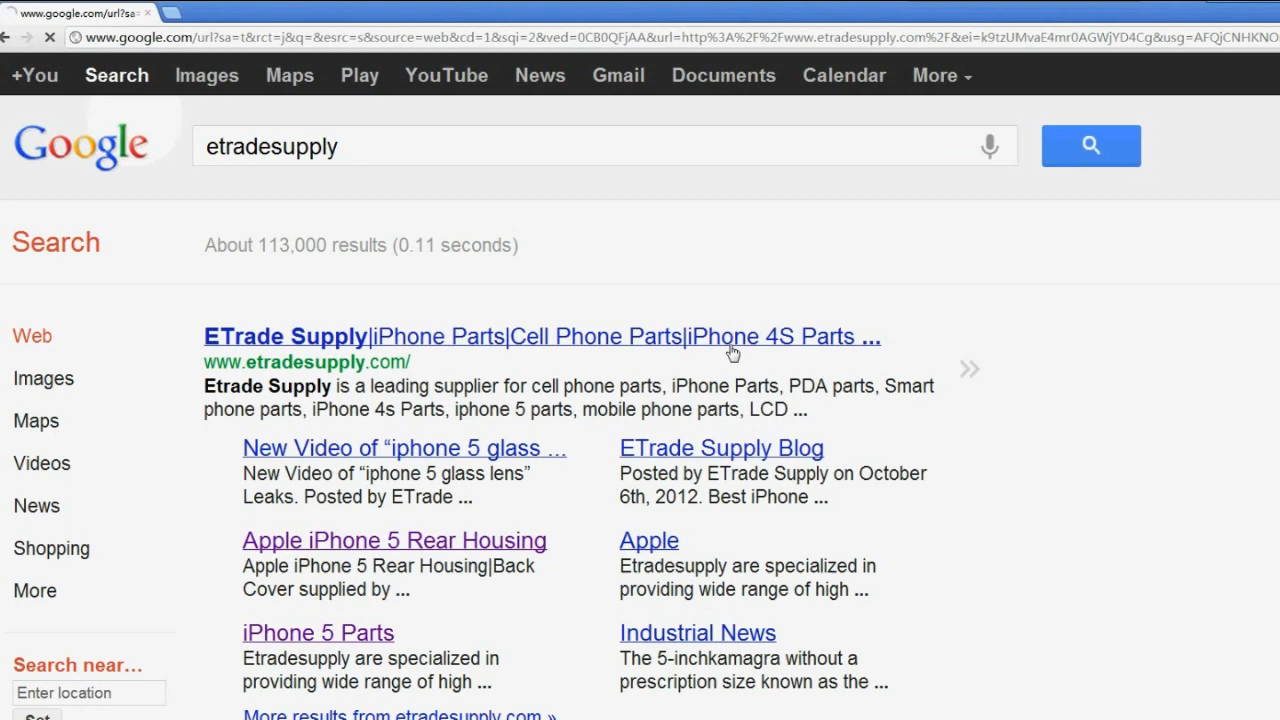 www.google.com/url?sa=
www.google.com/url?sa=t&rct=j&q=&esrc=s&source=web&cd=1&sqi=2&ved=0CB0QFjAA&url=http%3A%2F%2Fwww.etradesupply.com%2F&ei=k9tzUMvaE4mr0AGWjYD4Cg&usg=AFQjCNHKNO
+You Search Images Maps Play YouTube News Gmail Documents Calendar More
Google etradesupply
Search About 113,000 results (0.11 seconds)
Web
Images
Maps
Videos
News
Shopping
More
Search near...
Enter location
Set
ETrade Supply|iPhone Parts|Cell Phone Parts|iPhone 4S Parts ...
www.etradesupply.com/
Etrade Supply is a leading supplier for cell phone parts, iPhone Parts, PDA parts, Smart
phone parts, iPhone 4s Parts, iphone 5 parts, mobile phone parts, LCD ...
New Video of “iphone 5 glass ...
New Video of “iphone 5 glass lens”
Leaks. Posted by ETrade ...
ETrade Supply Blog
Posted by ETrade Supply on October
6th, 2012. Best iPhone ...
Apple iPhone 5 Rear Housing
Apple iPhone 5 Rear Housing|Back
Cover supplied by ...
Apple
Etradesupply are specialized in
providing wide range of high ...
iPhone 5 Parts
Etradesupply are specialized in
providing wide range of high ...
Industrial News
The 5-inchkamagra without a
prescription size known as the ...
More results from etradesupply.com »